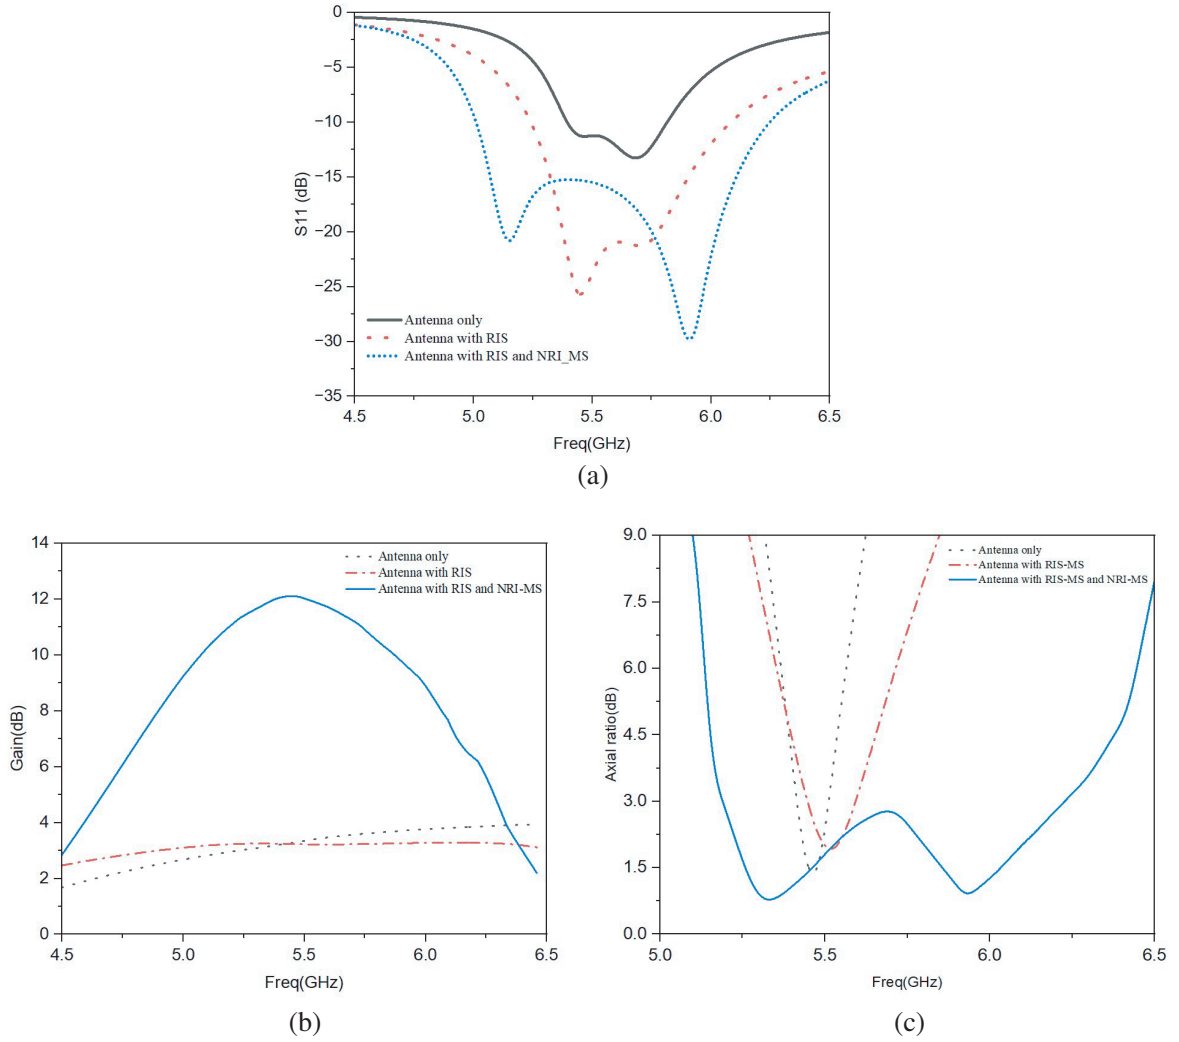 0
−5
−10
−15
−20
−25
−30
−35
S11 (dB)
Antenna only
Antenna with RIS
Antenna with RIS and NRI_MS
4.5 5.0 5.5 6.0 6.5
Freq(GHz)
(a)
14
12
10
8
6
4
2
0
Gain(dB)
Antenna only
Antenna with RIS
Antenna with RIS and NRI-MS
4.5 5.0 5.5 6.0 6.5
Freq(GHz)
(b)
9.0
7.5
6.0
4.5
3.0
1.5
0.0
Axial ratio(dB)
Antenna only
Antenna with RIS-MS
Antenna with RIS-MS and NRI-MS
5.0 5.5 6.0 6.5
Freq(GHz)
(c)